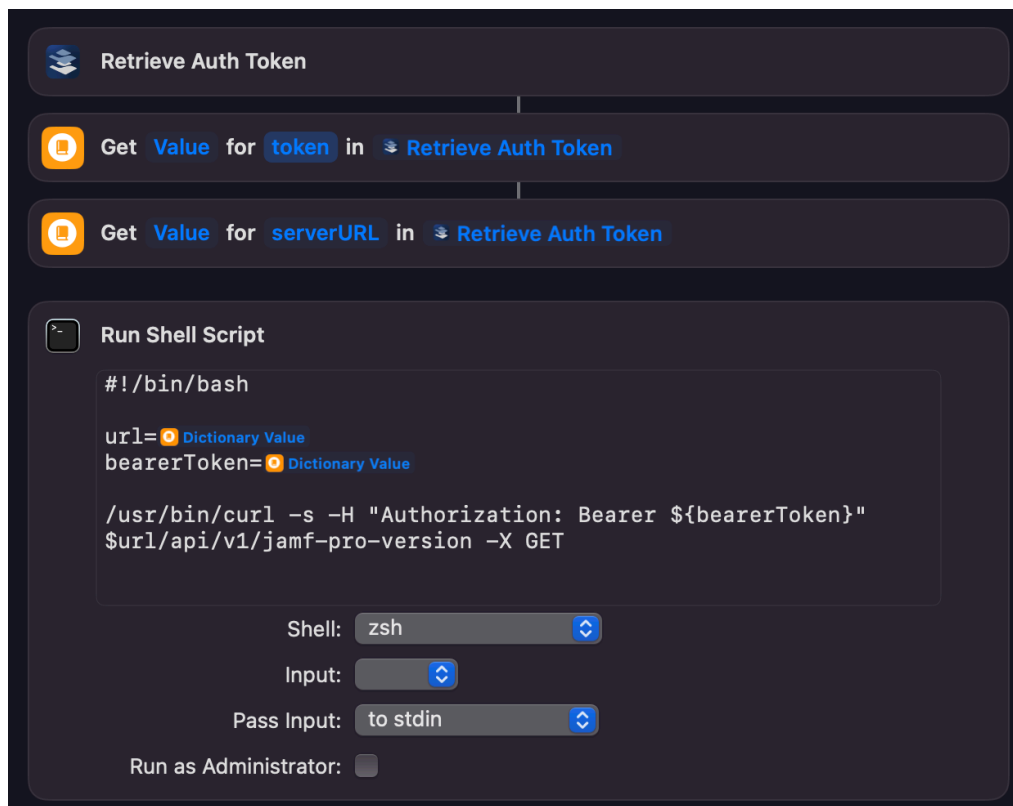 Retrieve Auth Token
Get Value for token in Retrieve Auth Token
Get Value for serverURL in Retrieve Auth Token
>_
Run Shell Script
#!/bin/bash
url= Dictionary Value
bearerToken= Dictionary Value
/usr/bin/curl -s -H "Authorization: Bearer ${bearerToken}"
$url/api/v1/jamf-pro-version -X GET
Shell: zsh
Input:
Pass Input: to stdin
Run as Administrator: